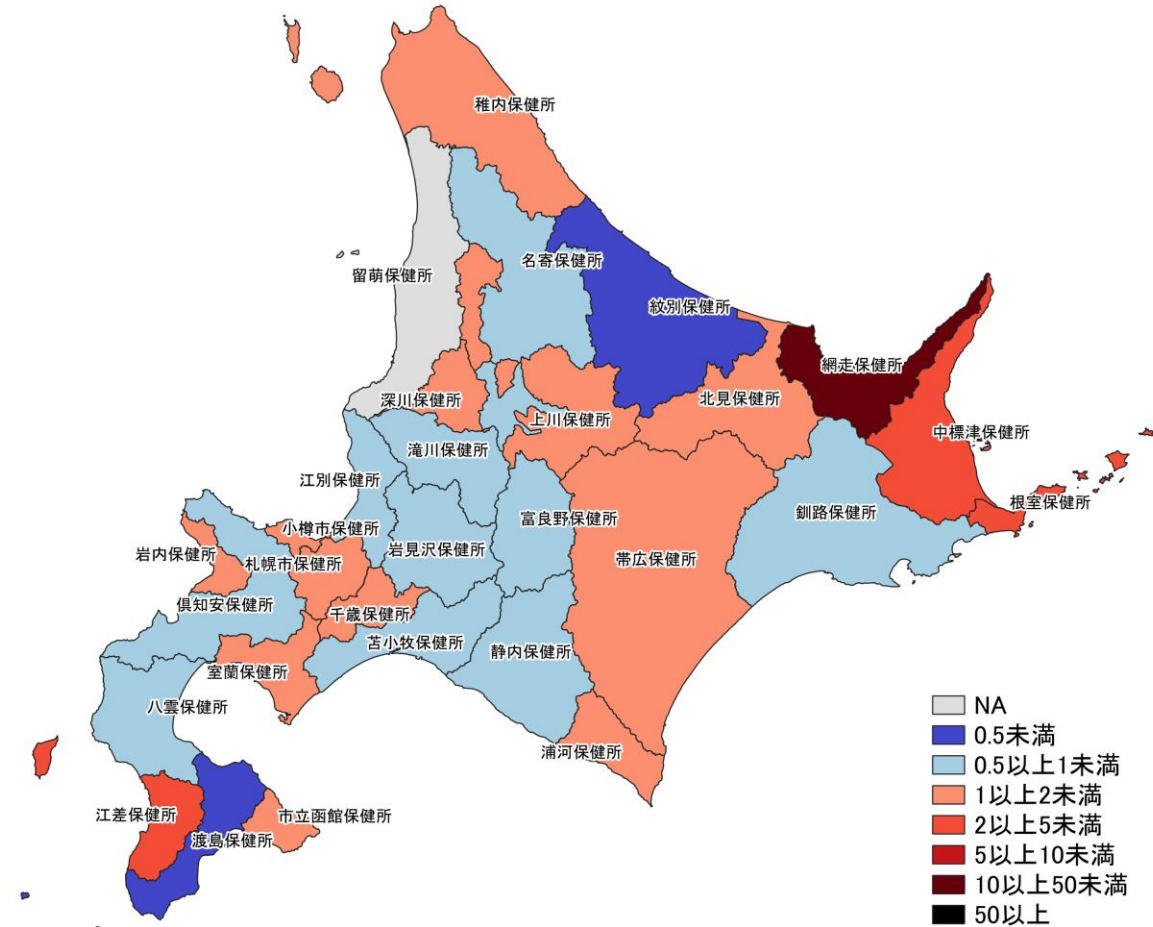 稚内保健所
名寄保健所
留萌保健所
紋別保健所
網走保健所
深川保健所
北見保健所
上川保健所
中標津保健所
滝川保健所
江別保健所
根室保健所
釧路保健所
富良野保健所
小樽市保健所
岩見沢保健所
岩内保健所
札幌市保健所
帯広保健所
倶知安保健所
千歳保健所
苫小牧保健所
静内保健所
室蘭保健所
八雲保健所
浦河保健所
江差保健所
市立函館保健所
渡島保健所
NA
0.5未満
0.5以上1未満
1以上2未満
2以上5未満
5以上10未満
10以上50未満
50以上